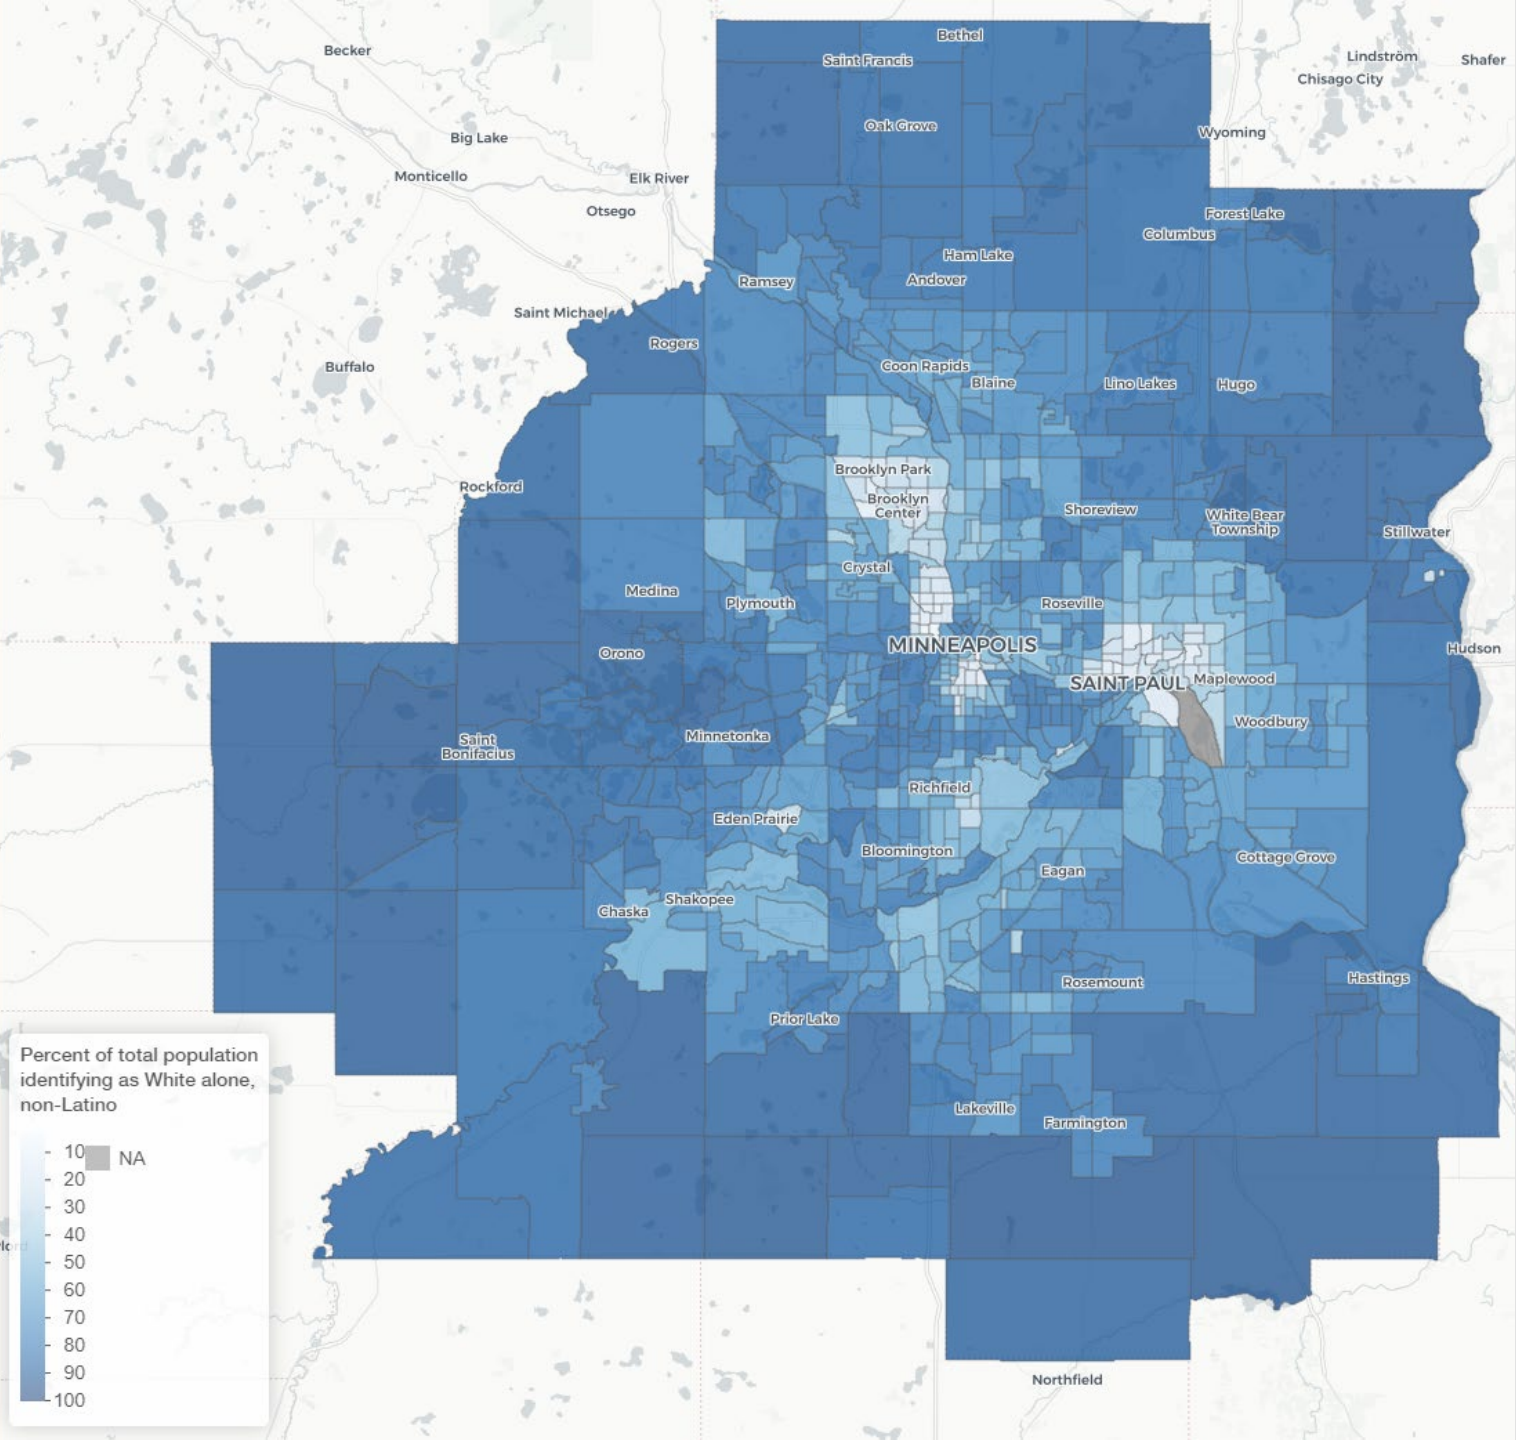 Bethel
Becker
Lindström
Shafer
Saint Francis
Chisago City
Oak Grove
Wyoming
Big Lake
Monticello
Elk River
Otsego
Forest Lake
Columbus
Ham Lake
Andover
Ramsey
Saint Michael
Rogers
Buffalo
Coon Rapids
Blaine
Lino Lakes
Hugo
Brooklyn Park
Rockford
Brooklyn
Center
Shoreview
White Bear
Township
Stillwater
Crystal
Medina
Plymouth
Roseville
MINNEAPOLIS
Orono
Hudson
SAINT PAUL
Maplewood
Woodbury
Minnetonka
Saint
Bonifacius
Richfield
Eden Prairie
Bloomington
Cottage Grove
Eagan
Shakopee
Chaska
Hastings
Rosemount
Prior Lake
Lakeville
Farmington
Northfield
Percent of total population
identifying as White alone,
non-Latino
10
NA
20
30
40
50
60
70
80
90
100